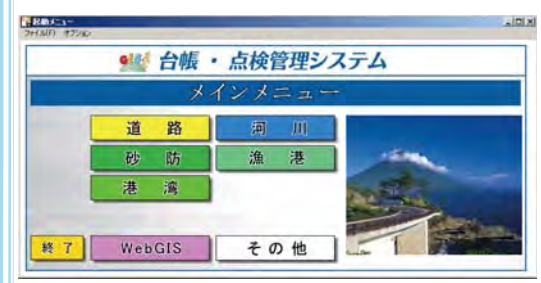 起動メニュー
ファイル(F) オプション
台帳・点検管理システム
メインメニュー
道路 河川
砂防 漁港
港湾
終了 WebGIS その他